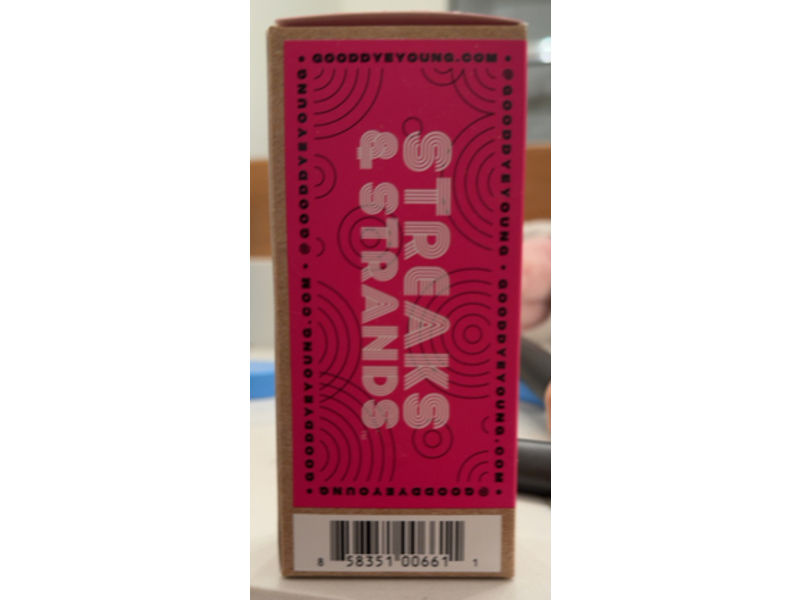 GOODDYEYOUNG.COM •
@GOODDYEYOUNG • GOODDYEYOUNG.COM •
@GOODDYEYOUNG •
GOODDYEYOUNG.COM • @GOODDYEYOUNG •
STREAKS
& STRANDS
8 58351 00661 1